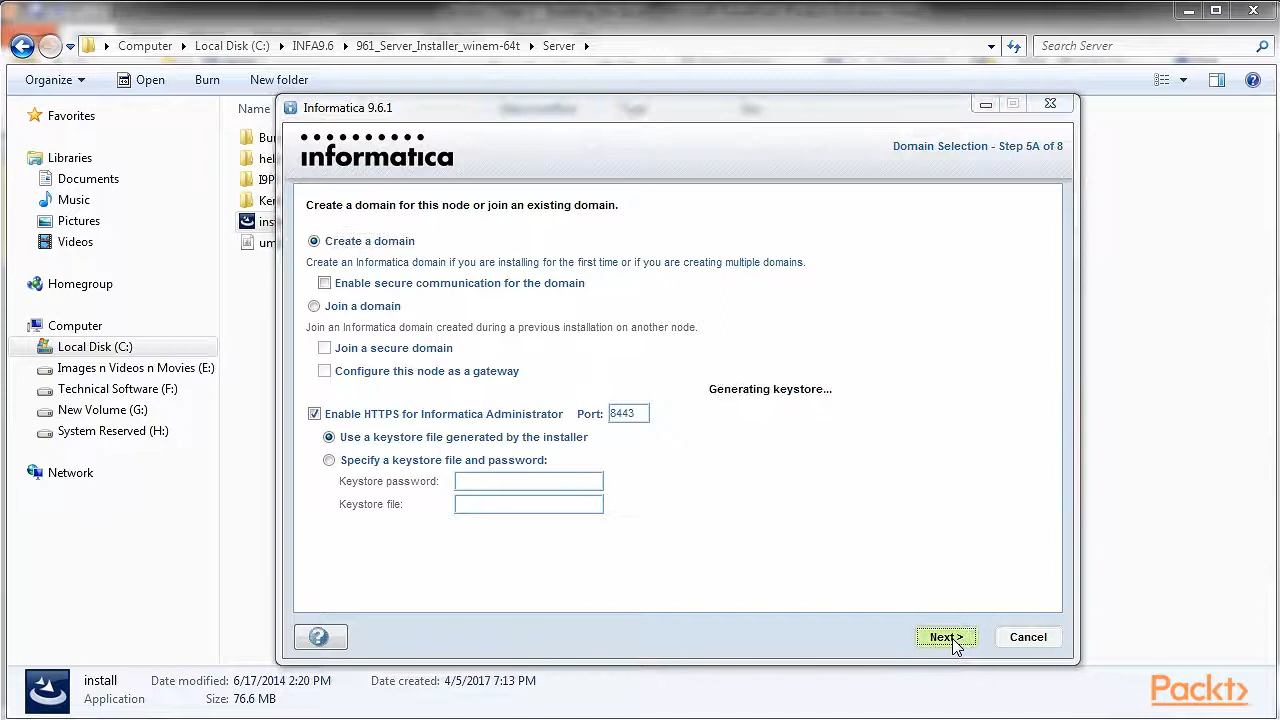 Computer Local Disk (C:) INFA9.6 961_Server_Installer_winem-64t Server
Search Server
Organize Open Burn New folder
Favorites
Libraries
Documents
Music
Pictures
Videos
Homegroup
Computer
Local Disk (C:)
Images n Videos n Movies (E:)
Technical Software (F:)
New Volume (G:)
System Reserved (H:)
Network
Name
Informatica 9.6.1
informatica
Domain Selection - Step 5A of 8
Create a domain for this node or join an existing domain.
Create a domain
Create an Informatica domain if you are installing for the first time or if you are creating multiple domains.
Enable secure communication for the domain
Join a domain
Join an Informatica domain created during a previous installation on another node.
Join a secure domain
Configure this node as a gateway
Generating keystore...
Enable HTTPS for Informatica Administrator Port: 8443
Use a keystore file generated by the installer
Specify a keystore file and password:
Keystore password:
Keystore file:
Next >
Cancel
install Date modified: 6/17/2014 2:20 PM Date created: 4/5/2017 7:13 PM
Application Size: 76.6 MB
Packt>